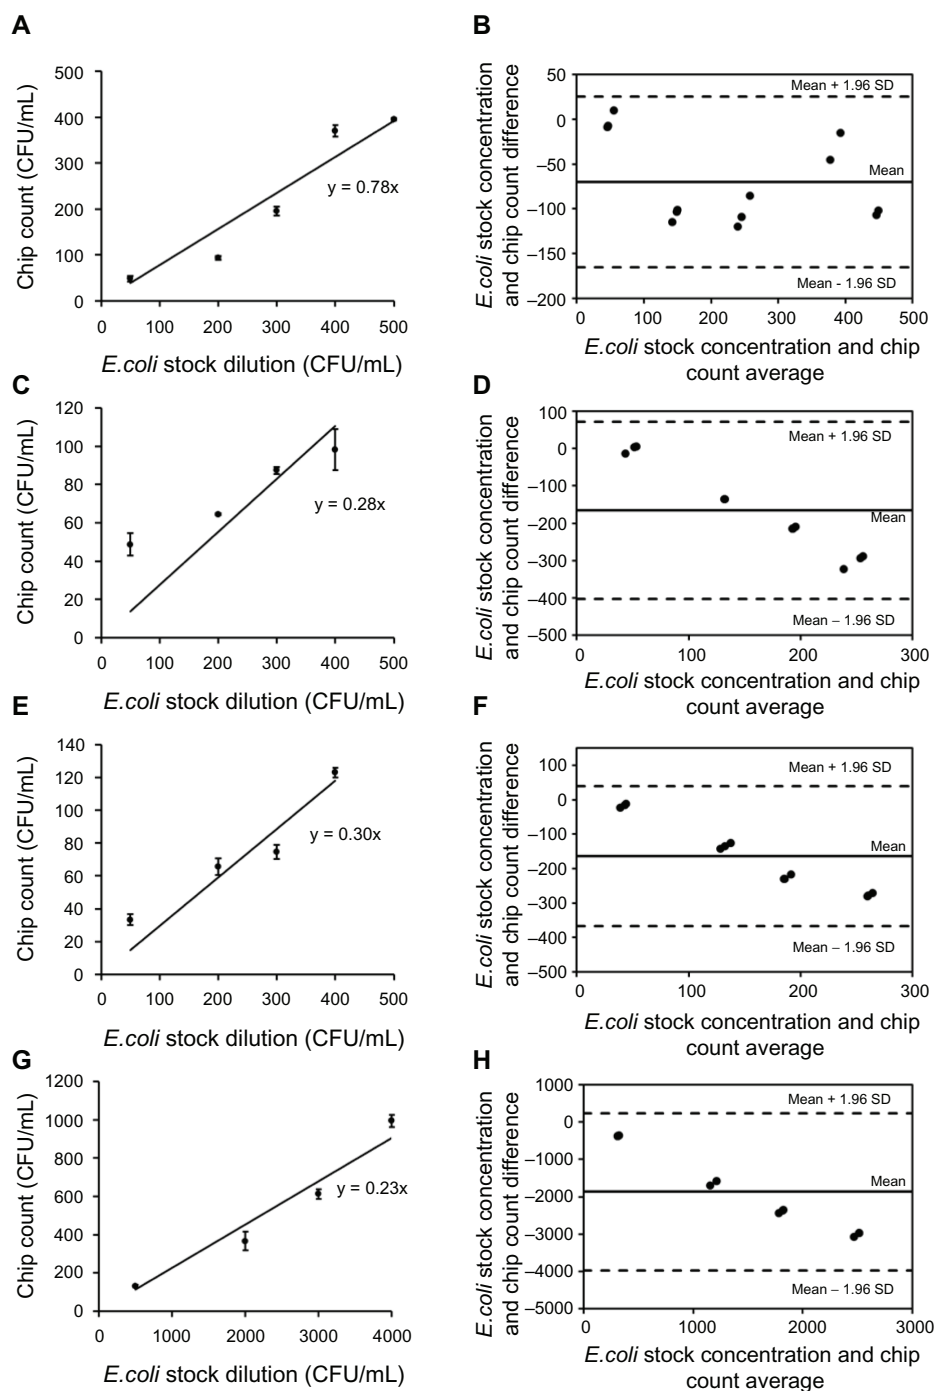 A
Chip count (CFU/mL)
500
400
300
200
100
0
y = 0.78x
0 100 200 300 400 500
E.coli stock dilution (CFU/mL)
B
E.coli stock concentration
and chip count difference
50
0
–50
–100
–150
–200
Mean + 1.96 SD
Mean
Mean - 1.96 SD
0 100 200 300 400 500
E.coli stock concentration and chip
count average
C
Chip count (CFU/mL)
120
100
80
60
40
20
0
y = 0.28x
0 100 200 300 400 500
E.coli stock dilution (CFU/mL)
D
E.coli stock concentration
and chip count difference
100
0
–100
–200
–300
–400
–500
Mean + 1.96 SD
Mean
Mean – 1.96 SD
0 100 200 300
E.coli stock concentration and chip
count average
E
Chip count (CFU/mL)
140
120
100
80
60
40
20
0
y = 0.30x
0 100 200 300 400 500
E.coli stock dilution (CFU/mL)
F
E.coli stock concentration
and chip count difference
100
0
–100
–200
–300
–400
–500
Mean + 1.96 SD
Mean
Mean – 1.96 SD
0 100 200 300
E.coli stock concentration and chip
count average
G
Chip count (CFU/mL)
1200
1000
800
600
400
200
0
y = 0.23x
0 1000 2000 3000 4000
E.coli stock dilution (CFU/mL)
H
E.coli stock concentration
and chip count difference
1000
0
–1000
–2000
–3000
–4000
–5000
Mean + 1.96 SD
Mean
Mean – 1.96 SD
0 1000 2000 3000
E.coli stock concentration and chip
count average